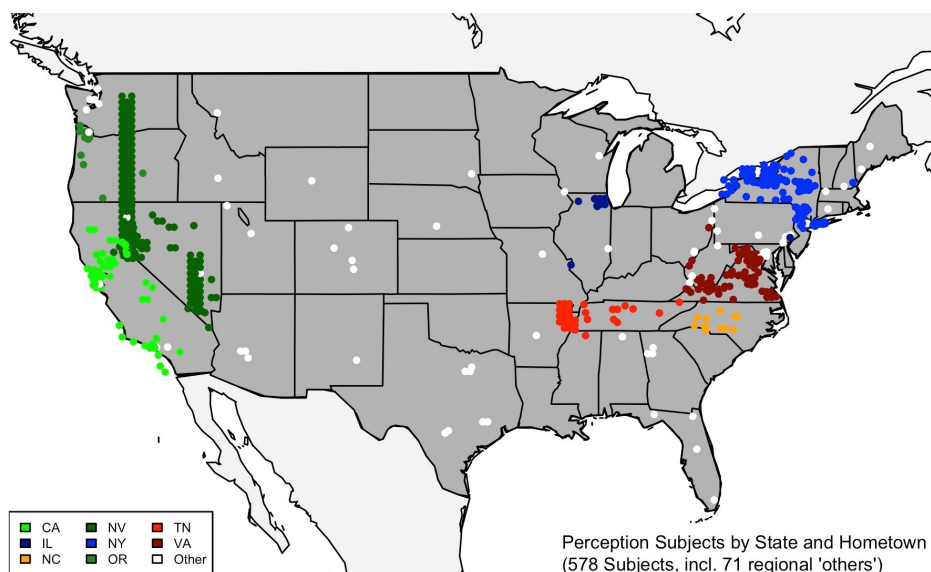 CA NV TN
IL NY VA
NC OR Other
Perception Subjects by State and Hometown
(578 Subjects, incl. 71 regional 'others')